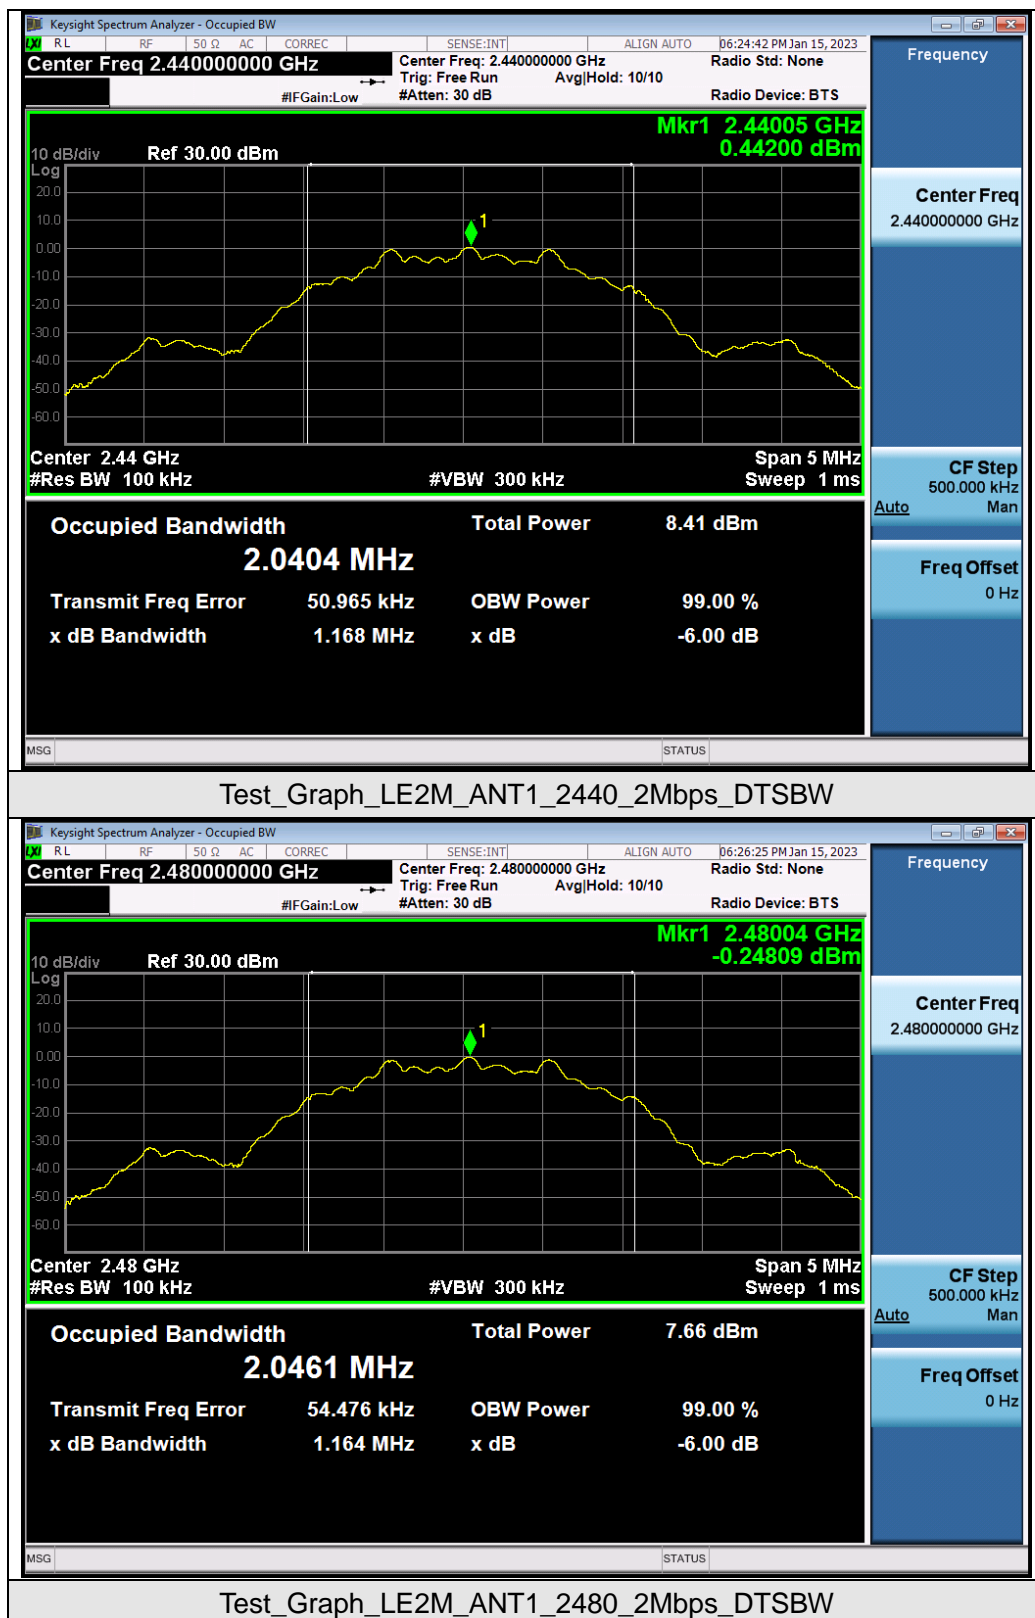 Keysight Spectrum Analyzer - Occupied BW
LXI RL RF 50 Ω AC CORREC SENSE:INT ALIGN AUTO 06:24:42 PM Jan 15, 2023
Center Freq 2.440000000 GHz
Center Freq: 2.440000000 GHz
Radio Std: None
Trig: Free Run Avg|Hold: 10/10
#IFGain:Low
#Atten: 30 dB
Radio Device: BTS
Frequency
Mkr1 2.44005 GHz
0.44200 dBm
10 dB/div Ref 30.00 dBm
Log
20.0
10.0
0.00
-10.0
-20.0
-30.0
-40.0
-50.0
-60.0
1
Center 2.44 GHz
Span 5 MHz
#Res BW 100 kHz
#VBW 300 kHz
Sweep 1 ms
Center Freq
2.440000000 GHz
CF Step
500.000 kHz
Auto Man
Freq Offset
0 Hz
Occupied Bandwidth
Total Power 8.41 dBm
2.0404 MHz
Transmit Freq Error 50.965 kHz OBW Power 99.00 %
x dB Bandwidth 1.168 MHz x dB -6.00 dB
MSG STATUS
Test_Graph_LE2M_ANT1_2440_2Mbps_DTSBW
Keysight Spectrum Analyzer - Occupied BW
LXI RL RF 50 Ω AC CORREC SENSE:INT ALIGN AUTO 06:26:25 PM Jan 15, 2023
Center Freq 2.480000000 GHz
Center Freq: 2.480000000 GHz
Radio Std: None
Trig: Free Run Avg|Hold: 10/10
#IFGain:Low
#Atten: 30 dB
Radio Device: BTS
Frequency
Mkr1 2.48004 GHz
-0.24809 dBm
10 dB/div Ref 30.00 dBm
Log
20.0
10.0
0.00
-10.0
-20.0
-30.0
-40.0
-50.0
-60.0
1
Center 2.48 GHz
Span 5 MHz
#Res BW 100 kHz
#VBW 300 kHz
Sweep 1 ms
Center Freq
2.480000000 GHz
CF Step
500.000 kHz
Auto Man
Freq Offset
0 Hz
Occupied Bandwidth
Total Power 7.66 dBm
2.0461 MHz
Transmit Freq Error 54.476 kHz OBW Power 99.00 %
x dB Bandwidth 1.164 MHz x dB -6.00 dB
MSG STATUS
Test_Graph_LE2M_ANT1_2480_2Mbps_DTSBW